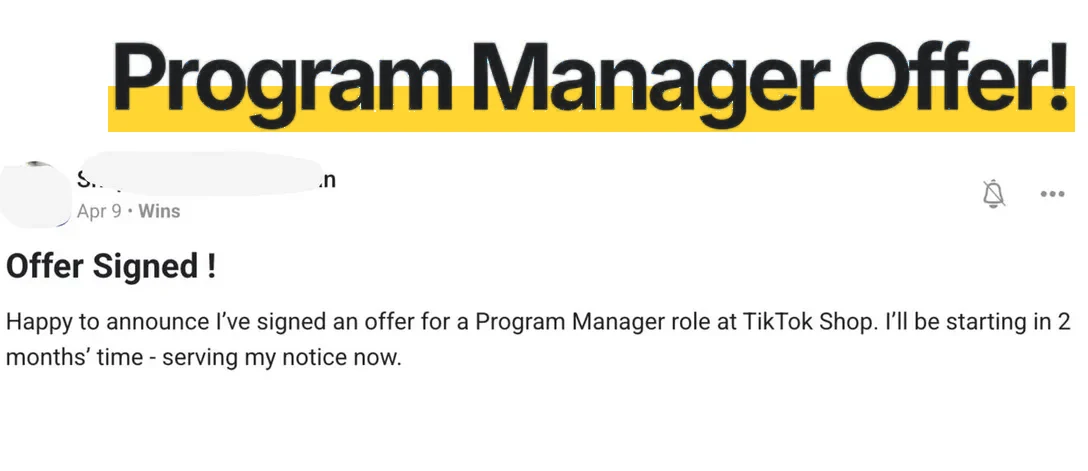 Program Manager Offer!
Apr 9 • Wins
Offer Signed !
Happy to announce I’ve signed an offer for a Program Manager role at TikTok Shop. I’ll be starting in 2
months’ time - serving my notice now.